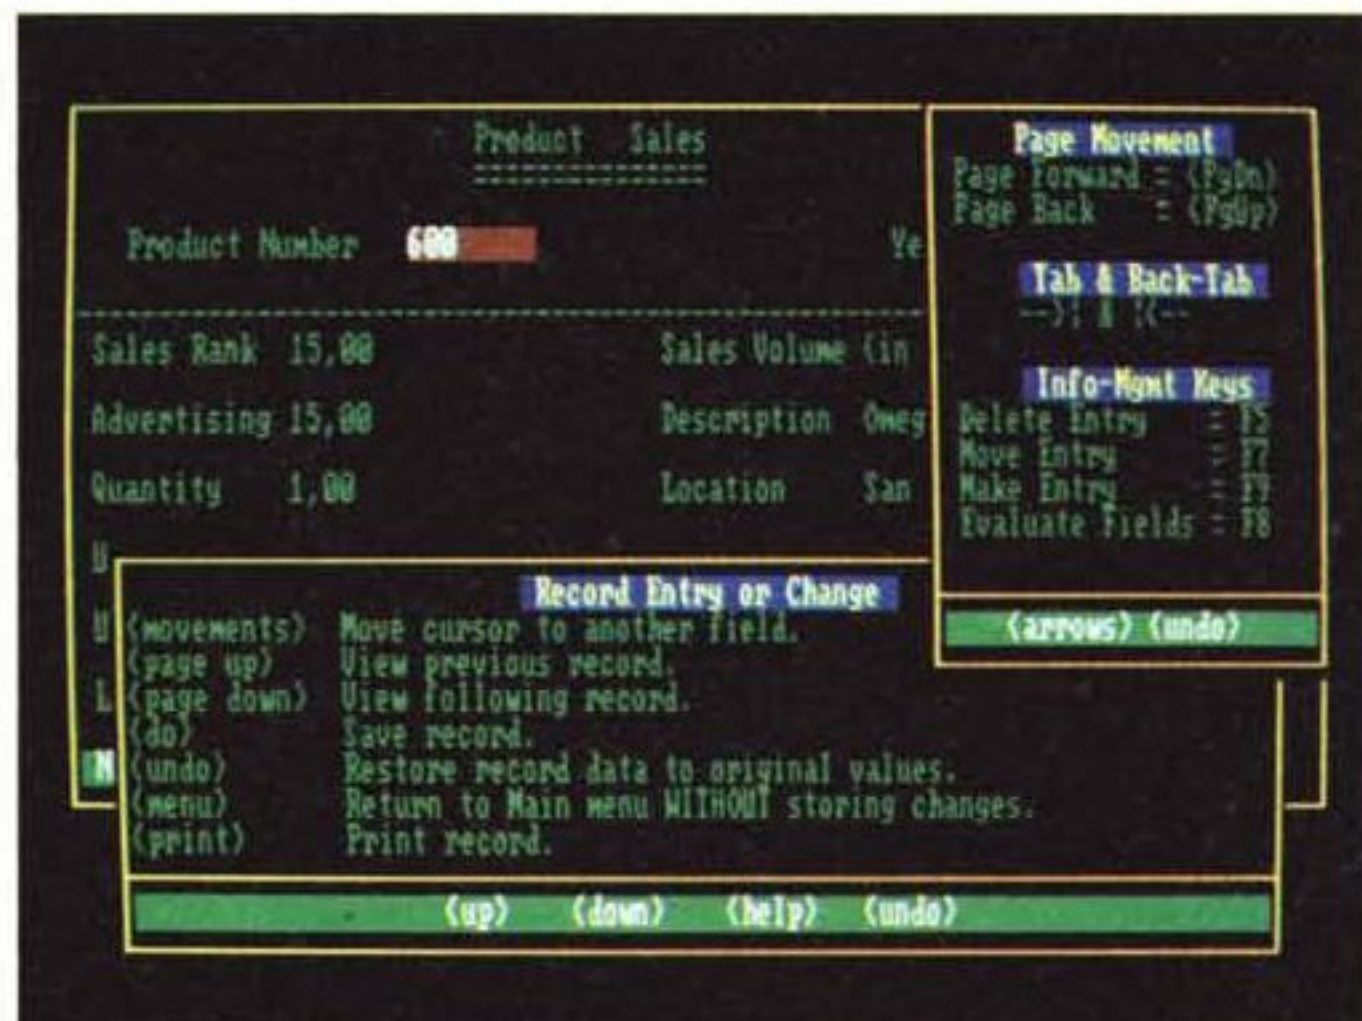 Product Sales
Product Number 600
Ye
Sales Rank 15,00
Sales Volume (in
Advertising 15,00
Description Omeg
Quantity 1,00
Location San
U
U
L
N
Page Movement
Page Forward = (PgDn)
Page Back = (PgUp)
Tab & Back-Tab
-->¦ & ¦<--
Info-Mgmt Keys
Delete Entry - F5
Move Entry - F7
Make Entry - F9
Evaluate Fields - F8
(arrows) (undo)
Record Entry or Change
(movements) Move cursor to another field.
(page up) View previous record.
(page down) View following record.
(do) Save record.
(undo) Restore record data to original values.
(menu) Return to Main menu WITHOUT storing changes.
(print) Print record.
(up) (down) (help) (undo)